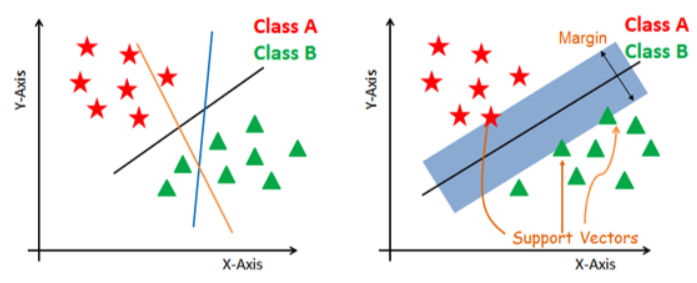 Class A
Class B
Y-Axis
X-Axis
Class A
Class B
Margin
Y-Axis
Support Vectors
X-Axis